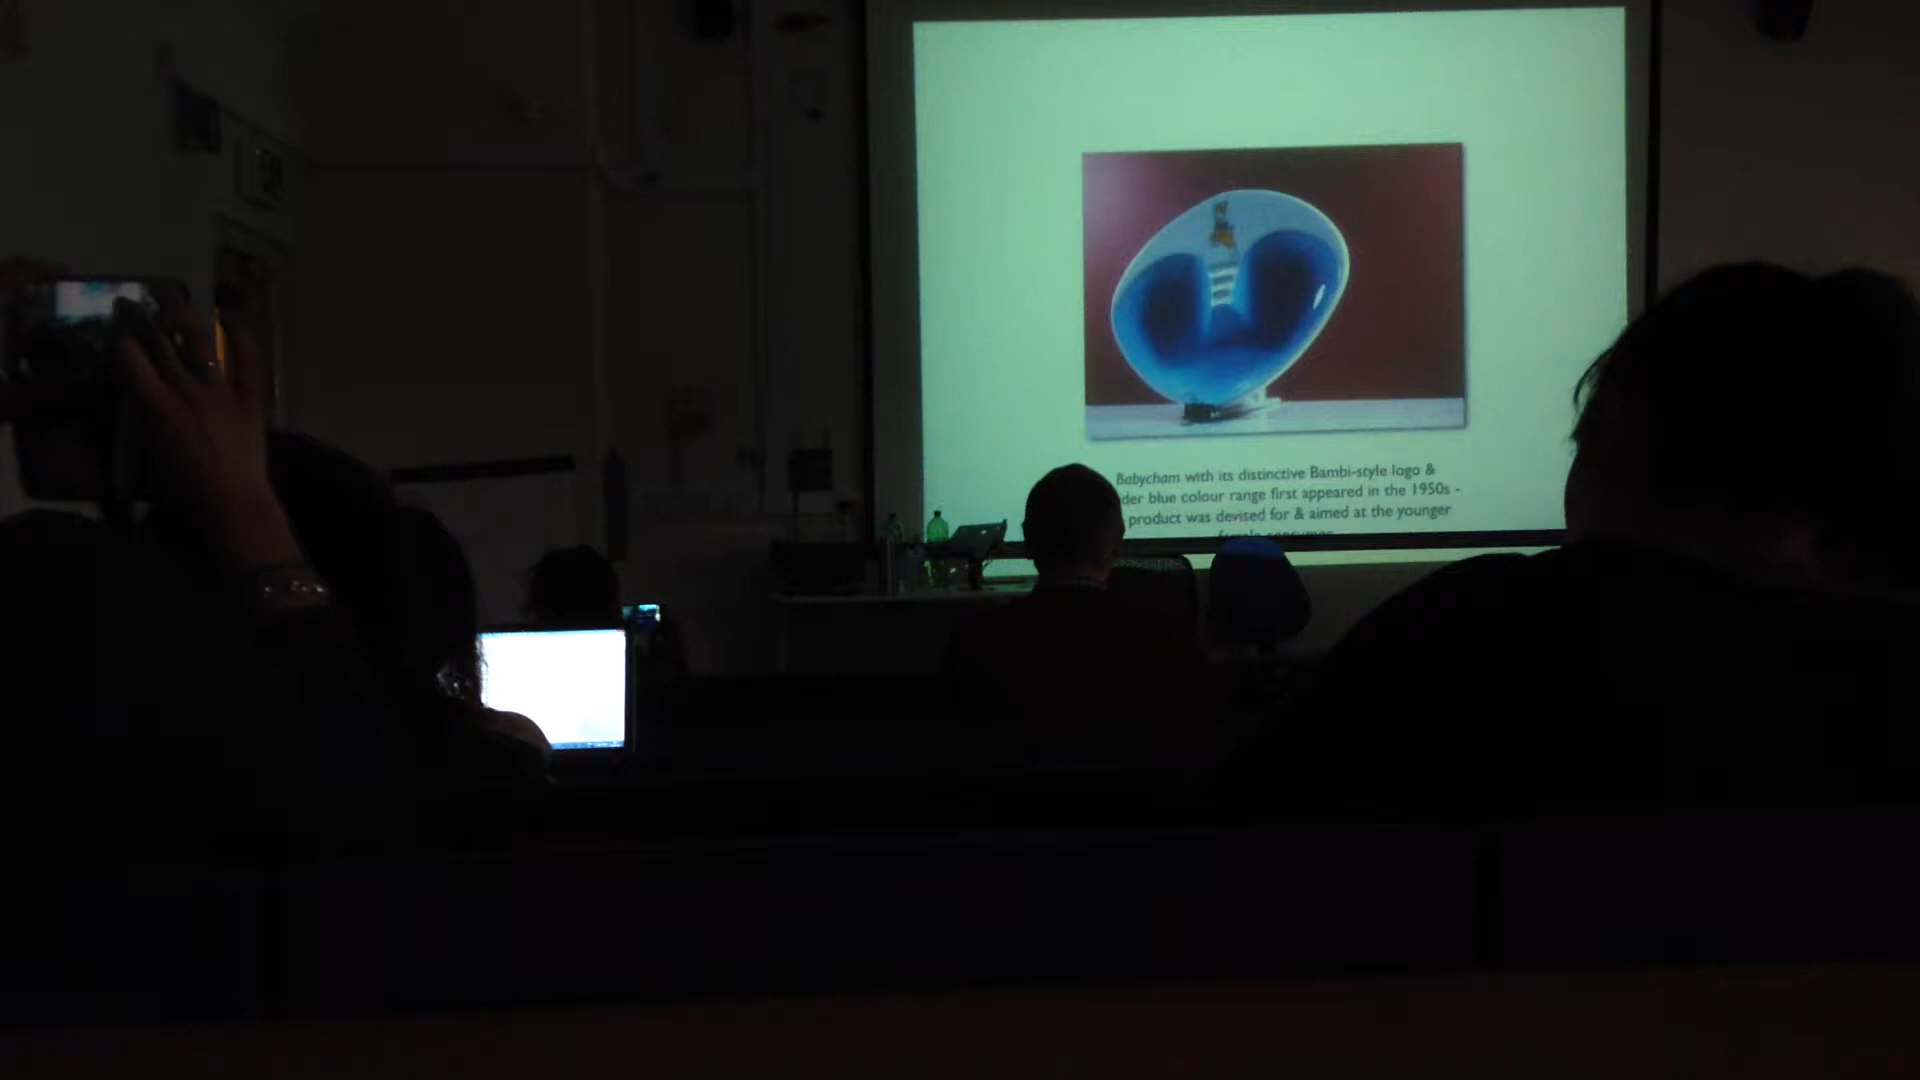 Babycham with its distinctive Bambi-style logo &
der blue colour range first appeared in the 1950s -
product was devised for & aimed at the younger